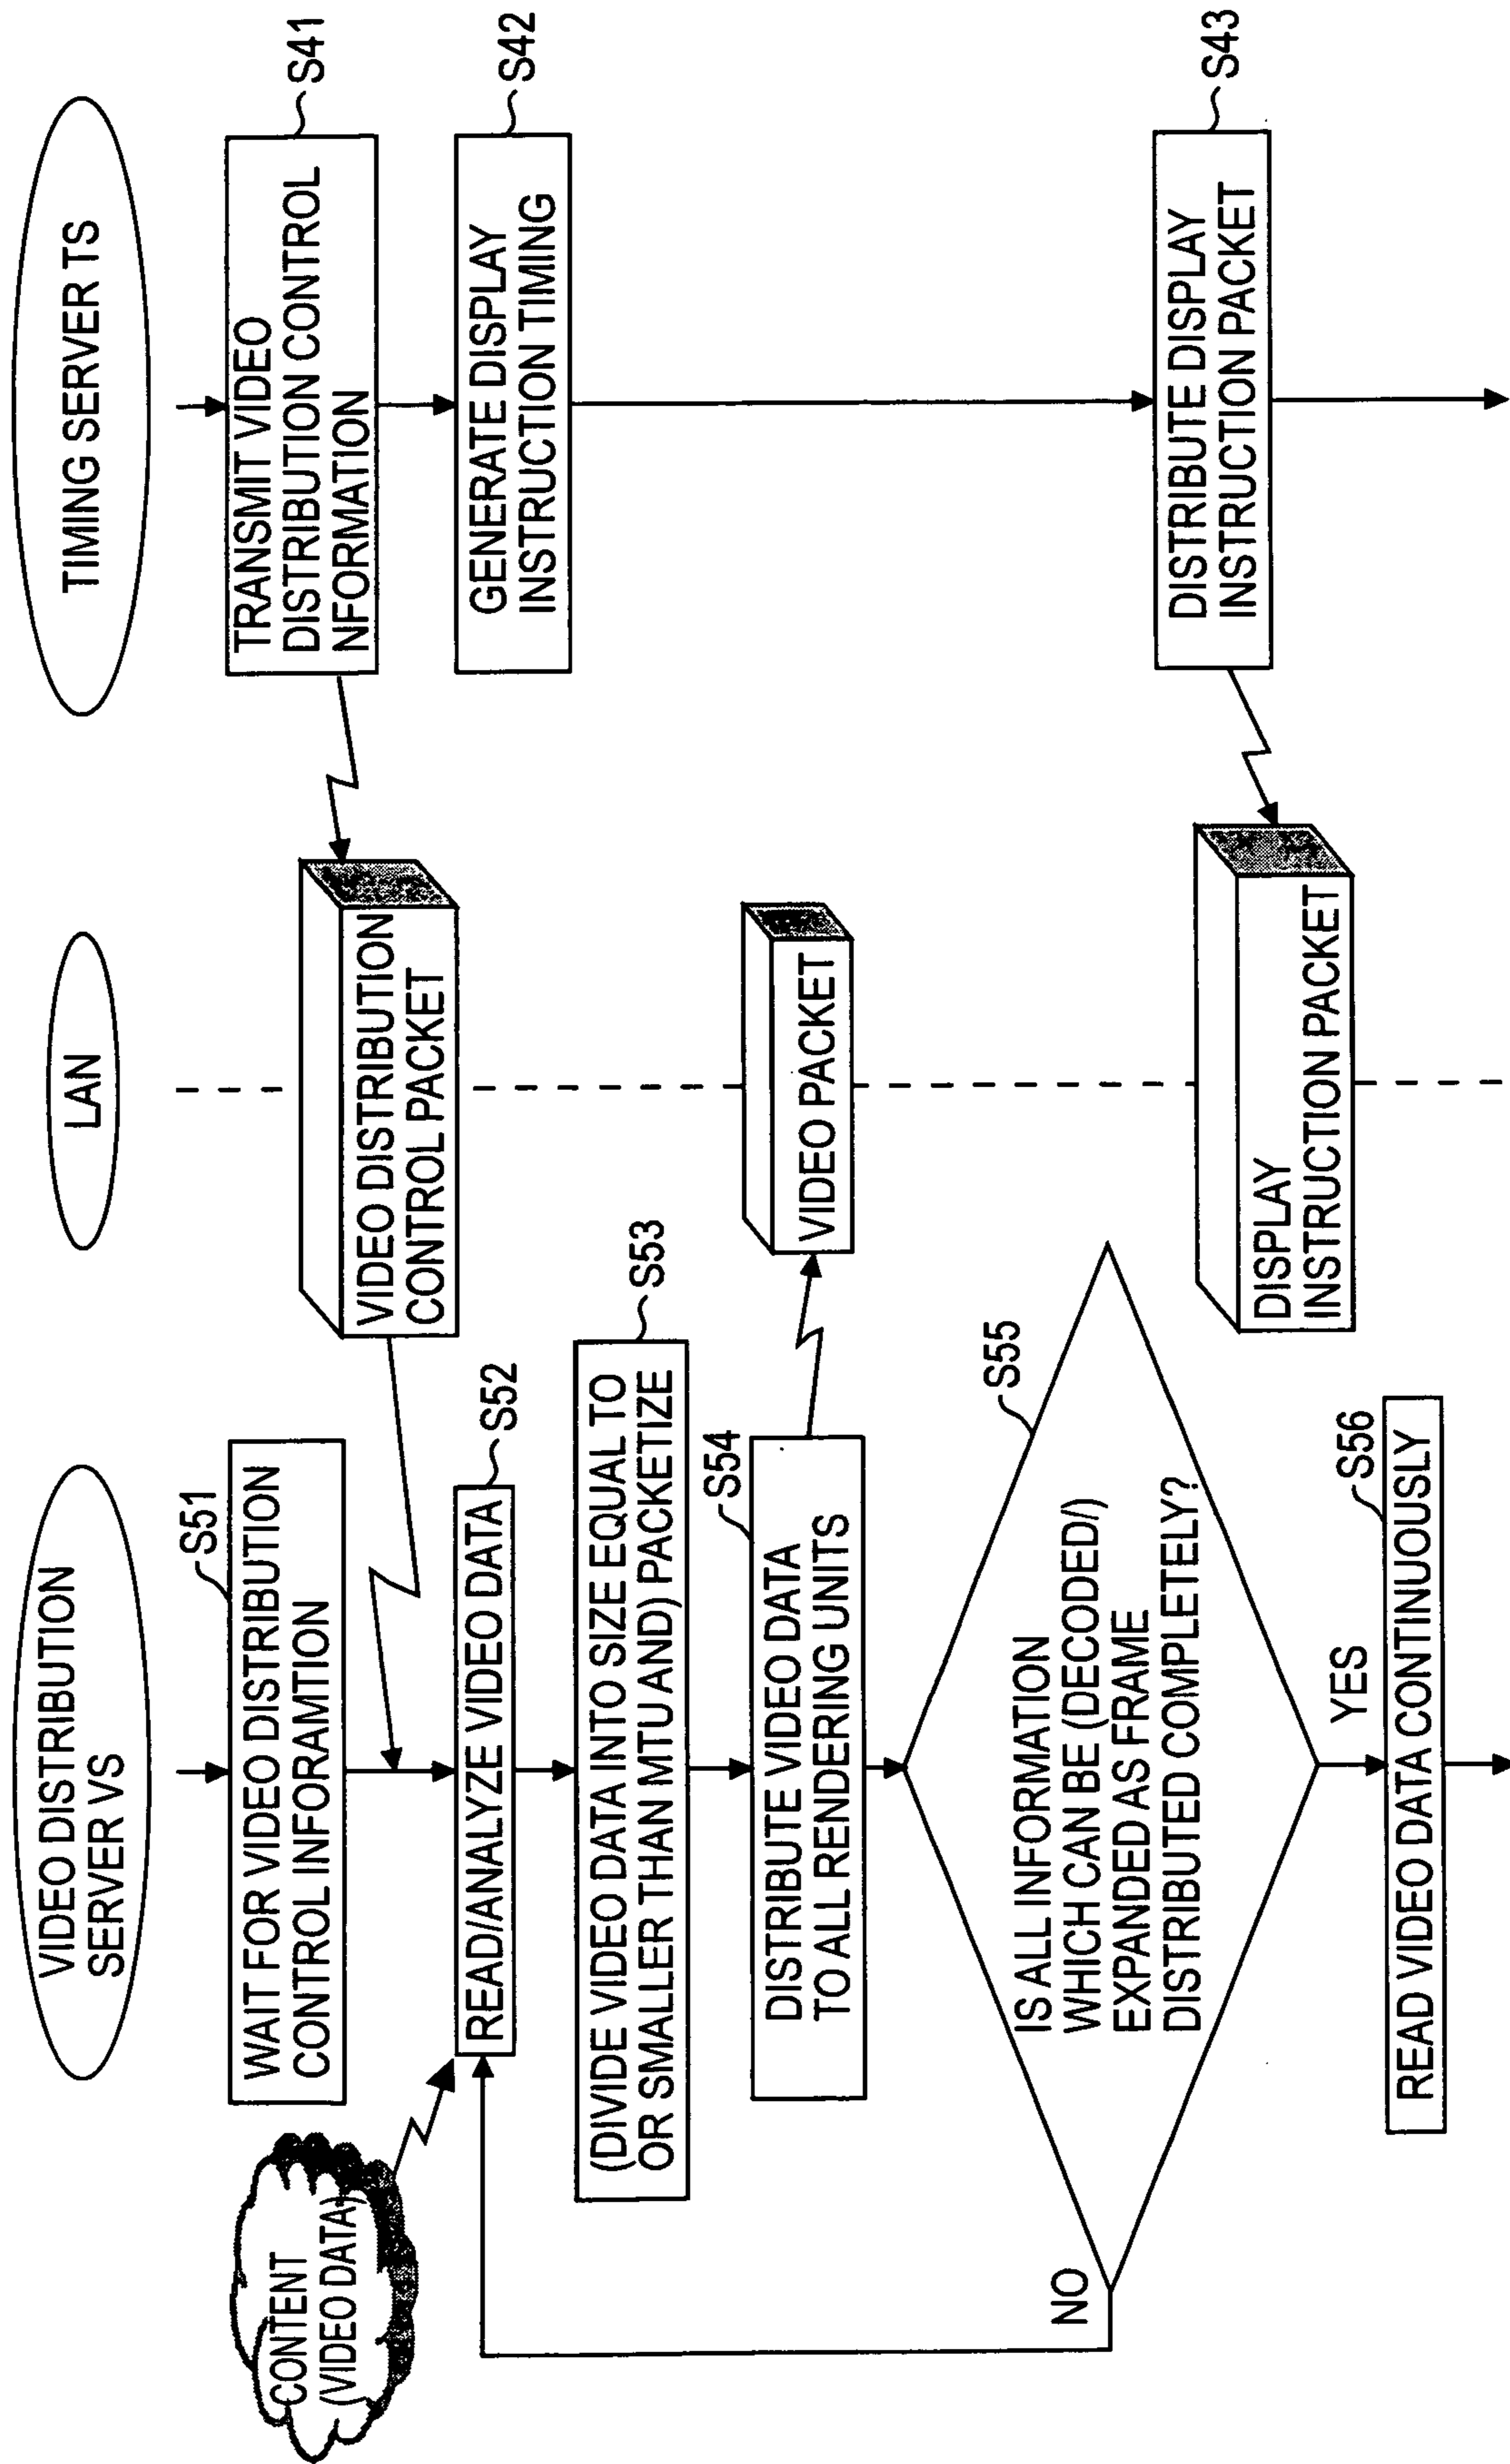 VIDEO DISTRIBUTION
SERVER VS
LAN
TIMING SERVER TS
CONTENT
(VIDEO DATA)
S51
WAIT FOR VIDEO DISTRIBUTION
CONTROL INFORAMTION
VIDEO DISTRIBUTION
CONTROL PACKET
TRANSMIT VIDEO
DISTRIBUTION CONTROL
NFORMATION
S41
READ/ANALYZE VIDEO DATA
S52
GENERATE DISPLAY
INSTRUCTION TIMING
S42
(DIVIDE VIDEO DATA INTO SIZE EQUAL TO
OR SMALLER THAN MTU AND) PACKETIZE
S53
DISTRIBUTE VIDEO DATA
TO ALL RENDERING UNITS
S54
VIDEO PACKET
IS ALL INFORMATION
WHICH CAN BE (DECODED/)
EXPANDED AS FRAME
DISTRIBUTED COMPLETELY?
S55
NO
YES
DISPLAY
INSTRUCTION PACKET
DISTRIBUTE DISPLAY
INSTRUCTION PACKET
S43
READ VIDEO DATA CONTINUOUSLY
S56